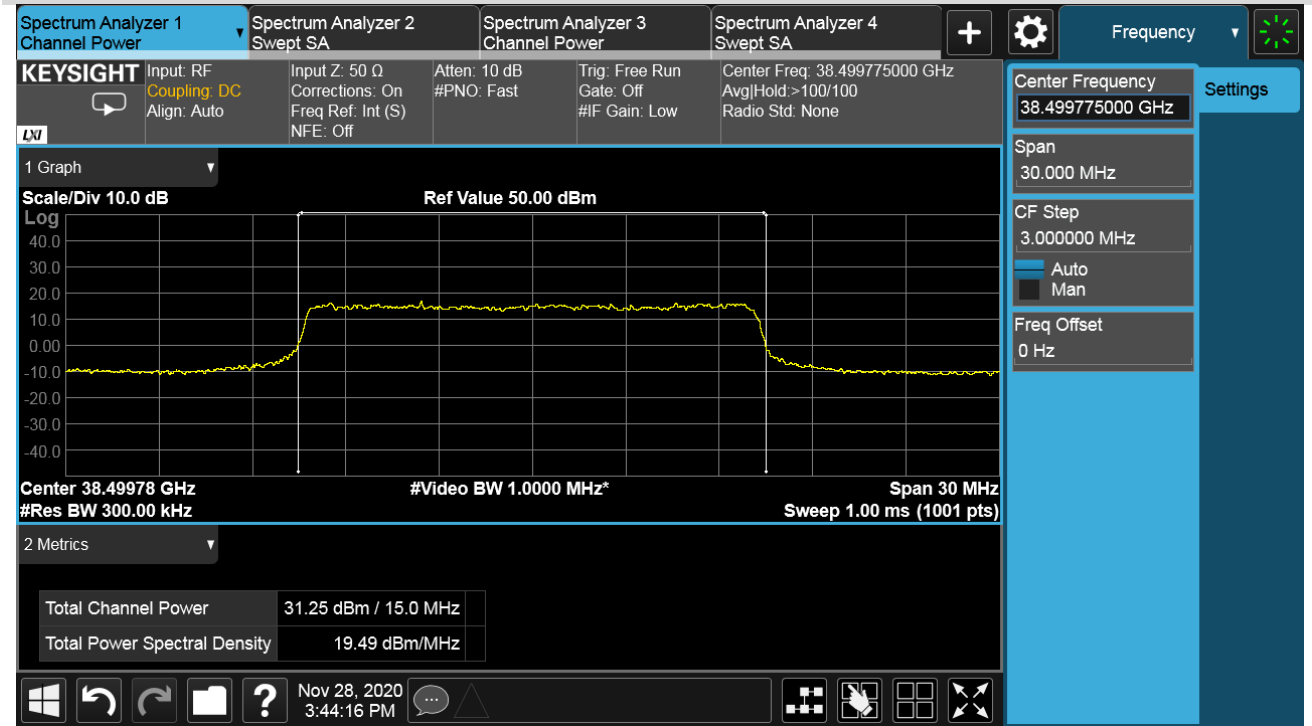 Spectrum Analyzer 1
Channel Power
Spectrum Analyzer 2
Swept SA
Spectrum Analyzer 3
Channel Power
Spectrum Analyzer 4
Swept SA
Frequency
KEYSIGHT
LXI
Input: RF
Coupling: DC
Align: Auto
Input Z: 50 Ω
Corrections: On
Freq Ref: Int (S)
NFE: Off
Atten: 10 dB
#PNO: Fast
Trig: Free Run
Gate: Off
#IF Gain: Low
Center Freq: 38.499775000 GHz
Avg|Hold:>100/100
Radio Std: None
Center Frequency
38.499775000 GHz
Settings
Span
30.000 MHz
CF Step
3.000000 MHz
Auto
Man
Freq Offset
0 Hz
1 Graph
Scale/Div 10.0 dB
Ref Value 50.00 dBm
Log
40.0
30.0
20.0
10.0
0.00
-10.0
-20.0
-30.0
-40.0
Center 38.49978 GHz
#Video BW 1.0000 MHz*
Span 30 MHz
#Res BW 300.00 kHz
Sweep 1.00 ms (1001 pts)
2 Metrics
Total Channel Power 31.25 dBm / 15.0 MHz
Total Power Spectral Density 19.49 dBm/MHz
?
Nov 28, 2020
3:44:16 PM